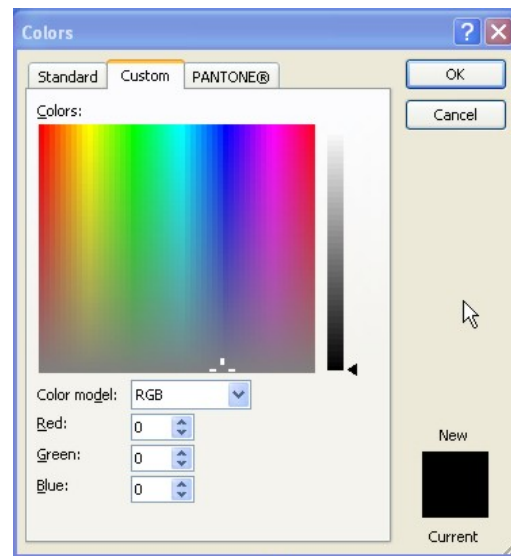 Colors
Standard Custom PANTONE® OK
Colors: Cancel
Color model: RGB
Red: 0
Green: 0
Blue: 0
New
Current